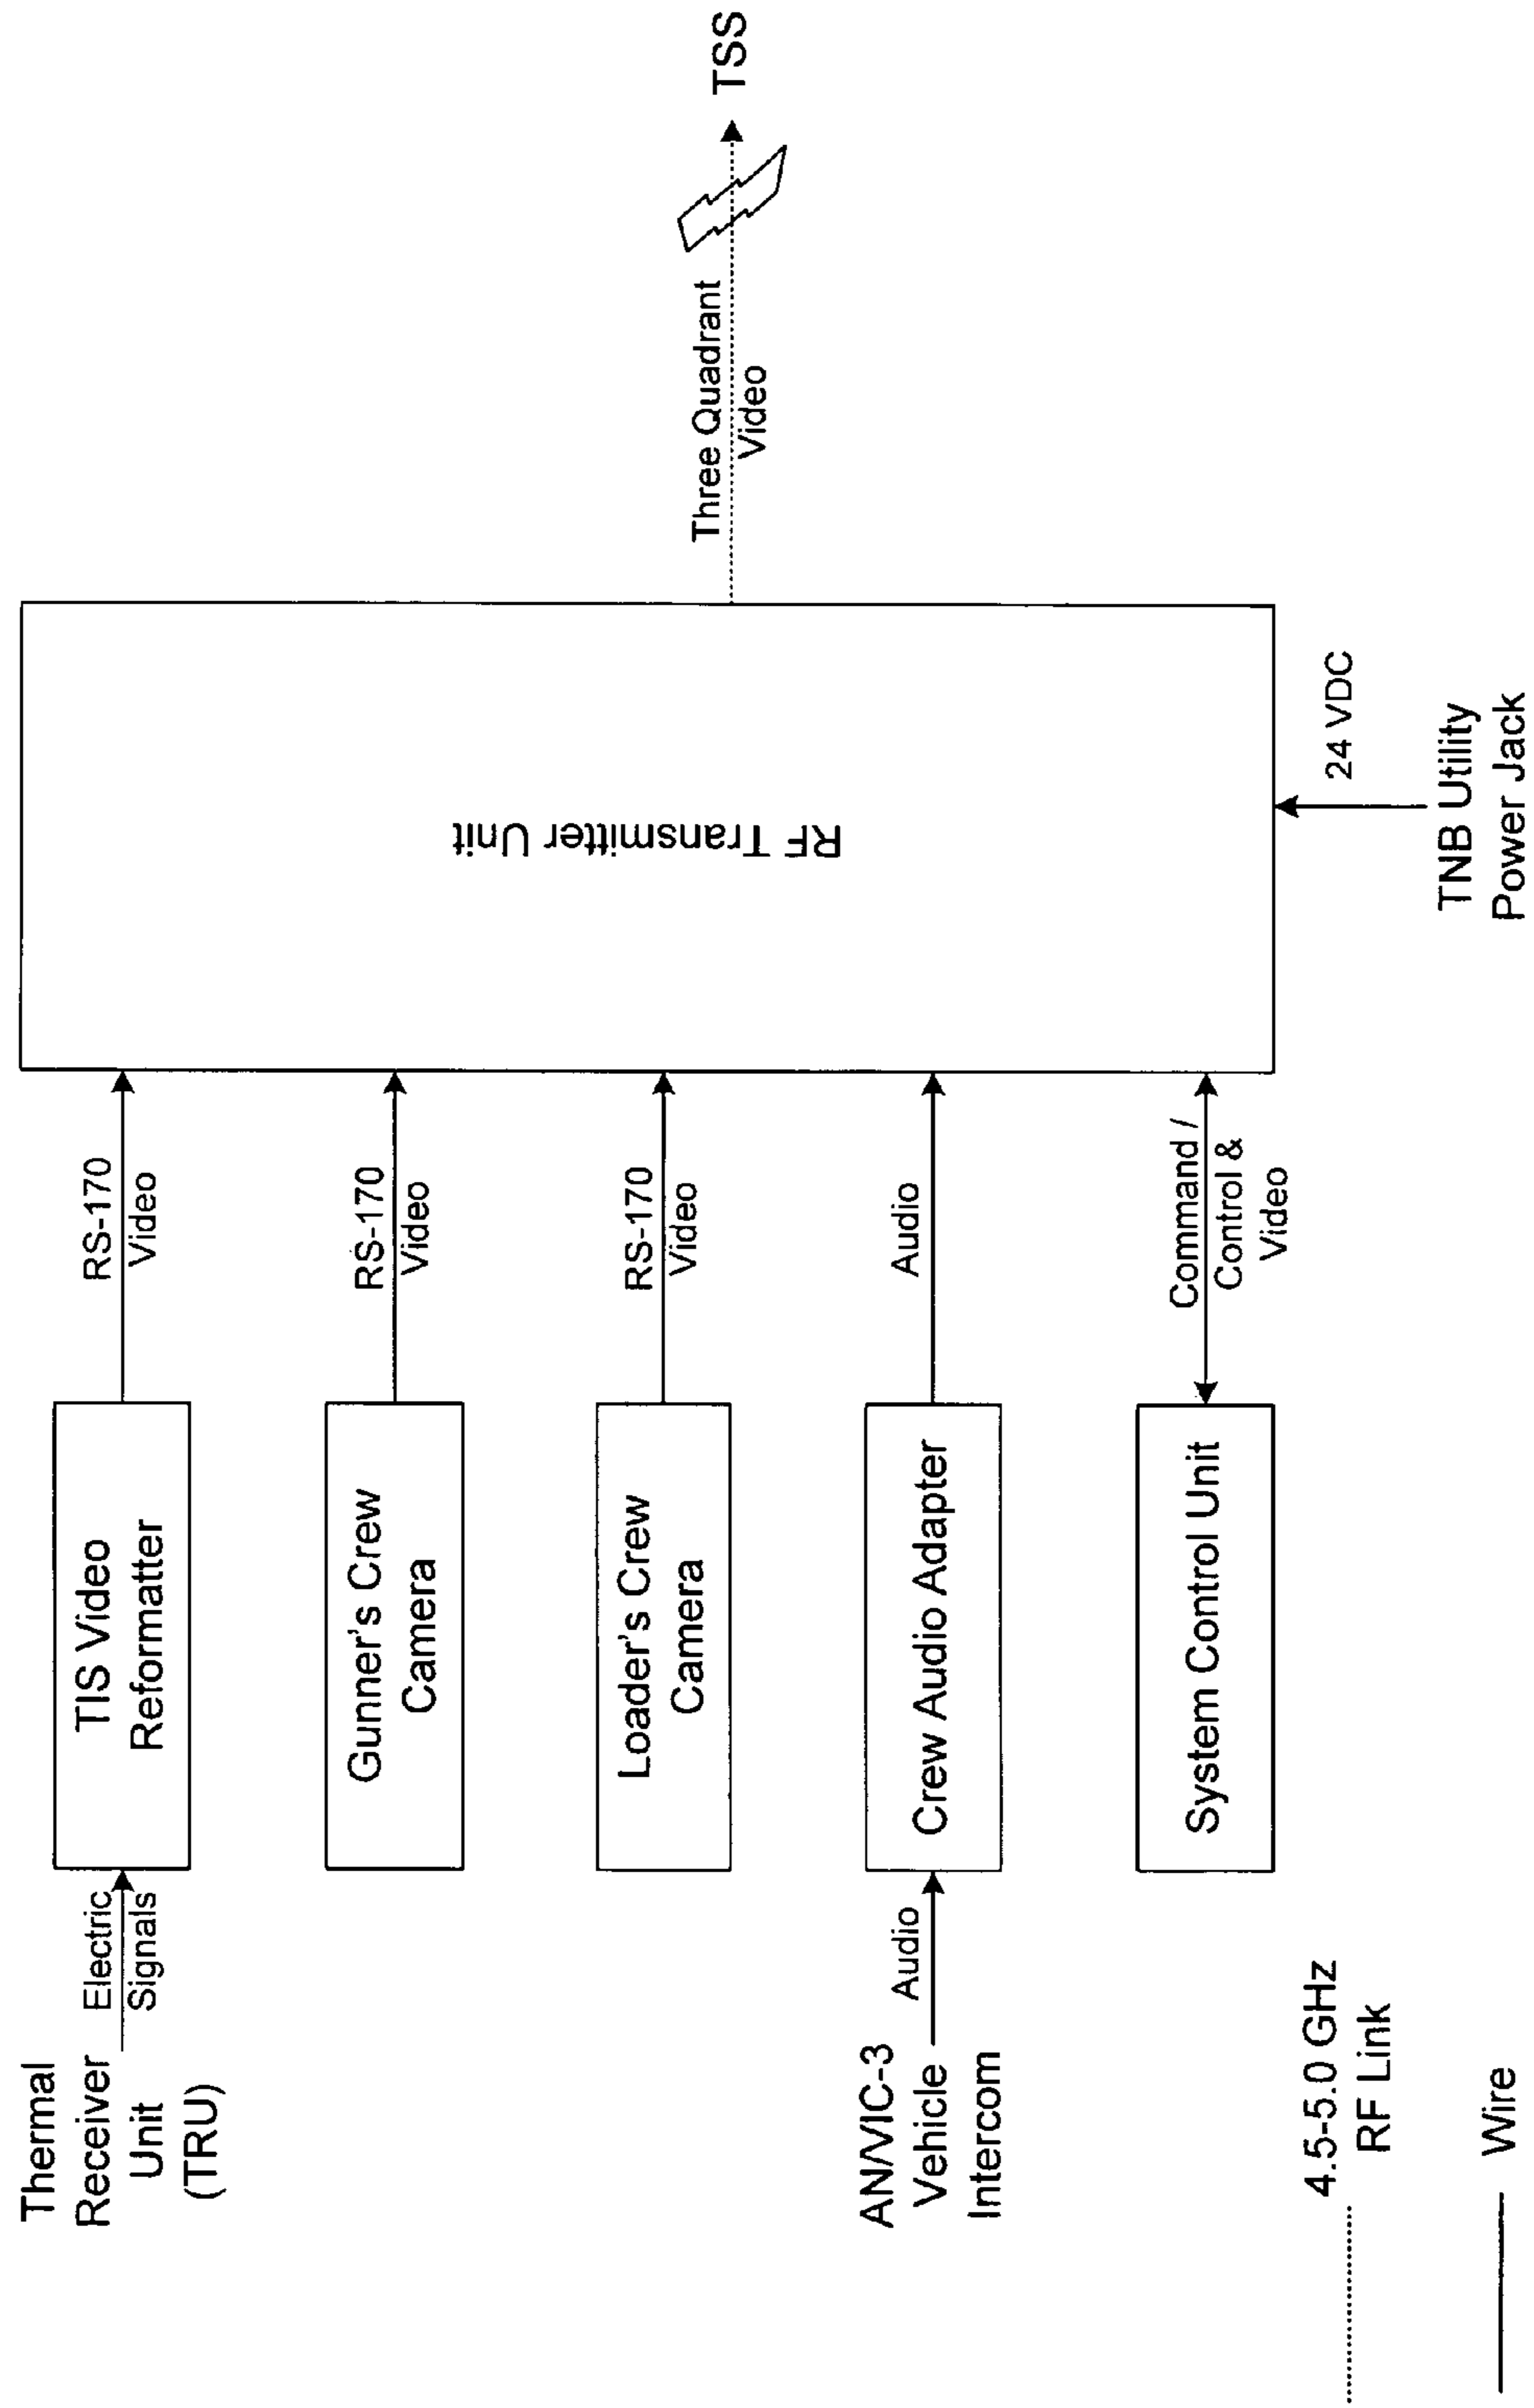 Thermal
Receiver
Unit
(TRU)
Electric
Signals
TIS Video
Reformatter
RS-170
Video
Gunner's Crew
Camera
RS-170
Video
Loader's Crew
Camera
RS-170
Video
AN/VIC-3
Vehicle
Intercom
Audio
Crew Audio Adapter
Audio
System Control Unit
Command /
Control &
Video
RF Transmitter Unit
Three Quadrant
Video
TSS
24 VDC
TNB Utility
Power Jack
4.5-5.0 GHz
RF Link
Wire